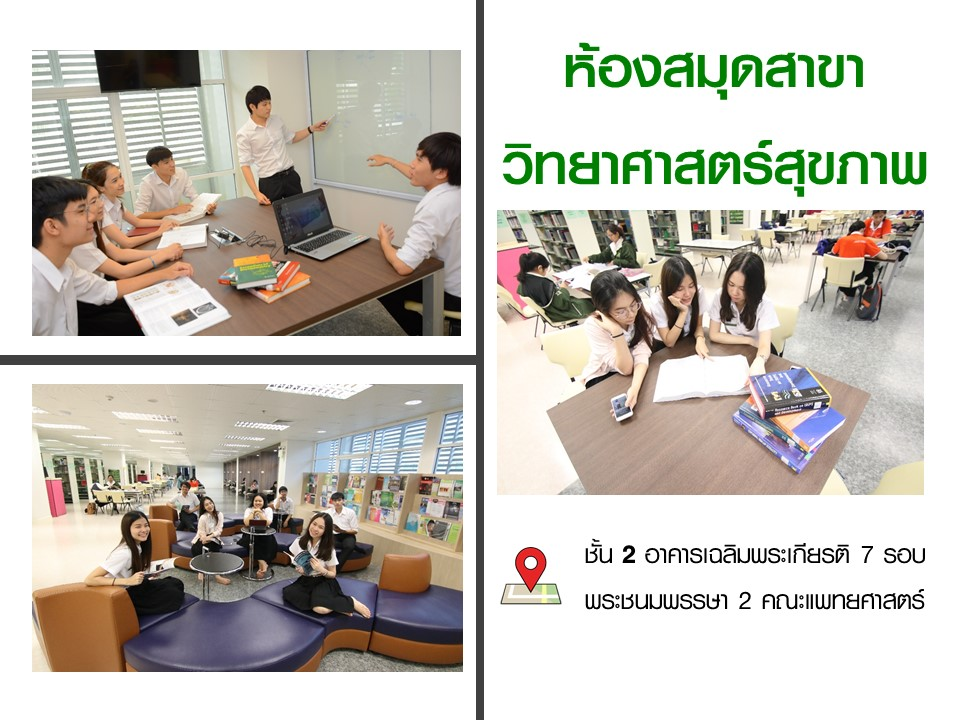 ห้องสมุดสาขา
วิทยาศาสตร์สุขภาพ
ชั้น 2 อาคารเฉลิมพระเกียรติ 7 รอบ
พระชนมพรรษา 2 คณะแพทยศาสตร์